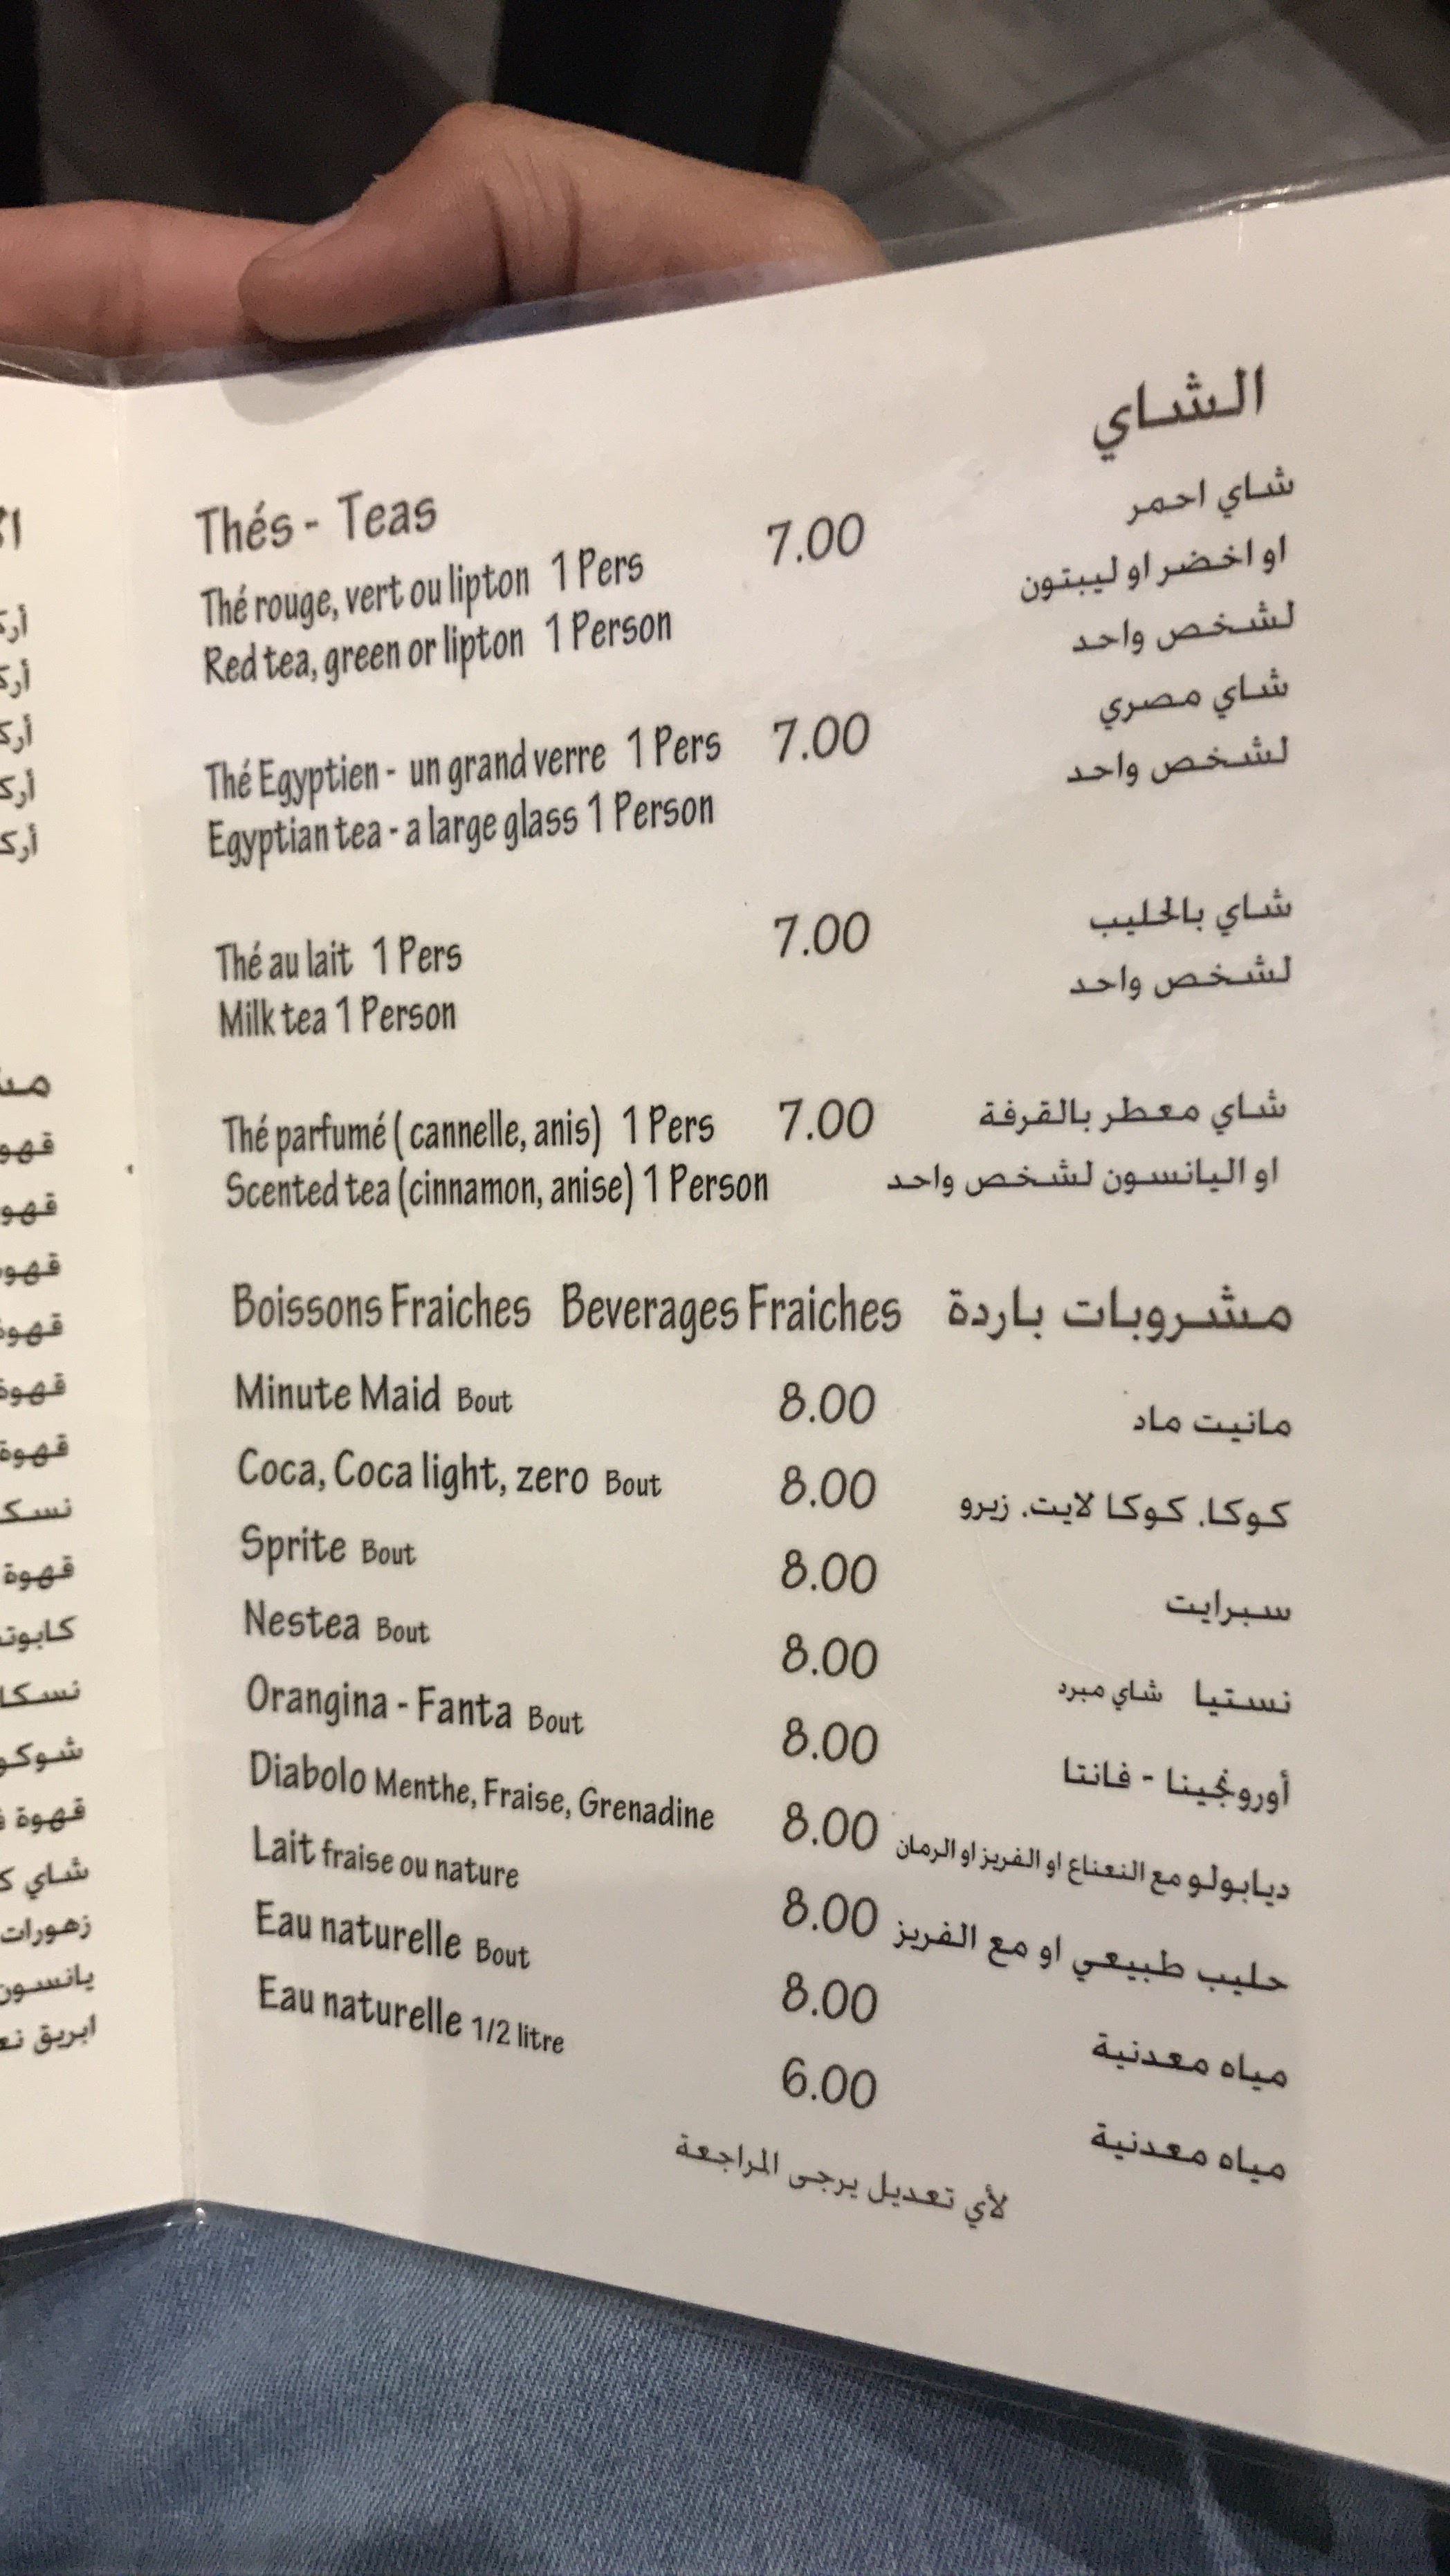 الشاي
Thés - Teas
Thé rouge, vert ou lipton 1 Pers 7.00 شاي احمر
Red tea, green or lipton 1 Person او اخضر او ليبتون
لشخص واحد
Thé Egyptien - un grand verre 1 Pers 7.00 شاي مصري
Egyptian tea - a large glass 1 Person لشخص واحد
Thé au lait 1 Pers 7.00 شاي بالحليب
Milk tea 1 Person لشخص واحد
Thé parfumé ( cannelle, anis) 1 Pers 7.00 شاي معطر بالقرفة
Scented tea (cinnamon, anise) 1 Person او اليانسون لشخص واحد
Boissons Fraiches Beverages Fraiches مشروبات باردة
Minute Maid Bout 8.00 مانيت ماد
Coca, Coca light, zero Bout 8.00 كوكا. كوكا لايت. زيرو
Sprite Bout 8.00 سبرايت
Nestea Bout 8.00 نستيا شاي مبرد
Orangina - Fanta Bout 8.00 أورونجينا - فانتا
Diabolo Menthe, Fraise, Grenadine 8.00 ديابولو مع النعناع او الفريز او الرمان
Lait fraise ou nature 8.00 حليب طبيعي او مع الفريز
Eau naturelle Bout 8.00 مياه معدنية
Eau naturelle 1/2 litre 6.00 مياه معدنية
لأي تعديل يرجى المراجعة
قهوة
قهوة
قهوة
قهوة
شاي
زهورات
يانسون
ابريق